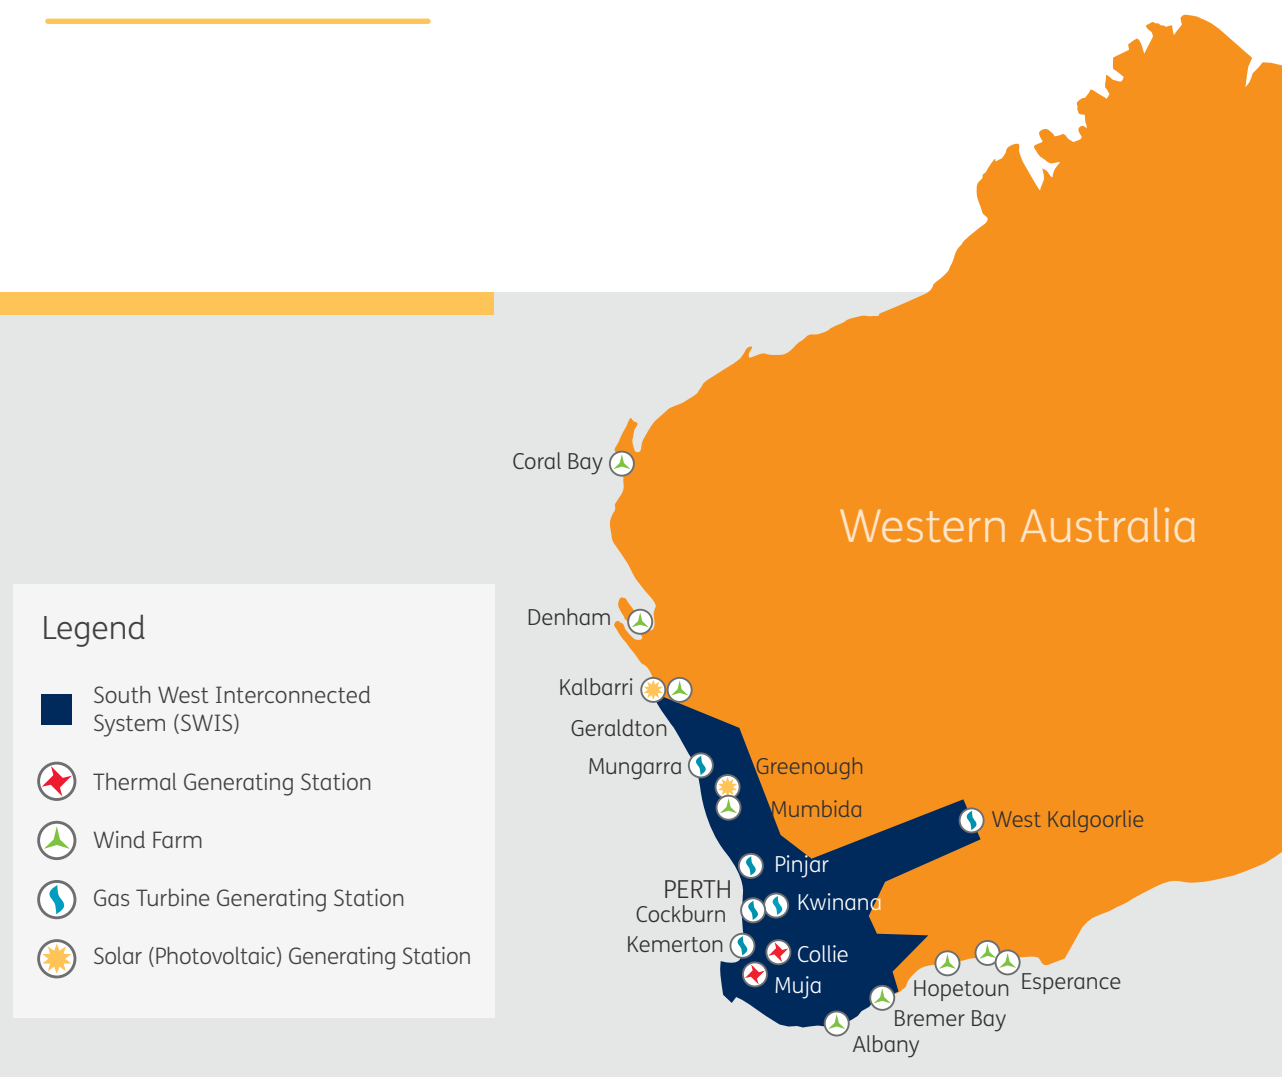 Coral Bay
Western Australia
Denham
Legend
Kalbarri
South West Interconnected
System (SWIS)
Geraldton
Mungarra
Greenough
Thermal Generating Station
Mumbida
West Kalgoorlie
Wind Farm
Pinjar
PERTH
Gas Turbine Generating Station
Kwinana
Cockburn
Kemerton
Collie
Solar (Photovoltaic) Generating Station
Muja
Esperance
Hopetoun
Bremer Bay
Albany